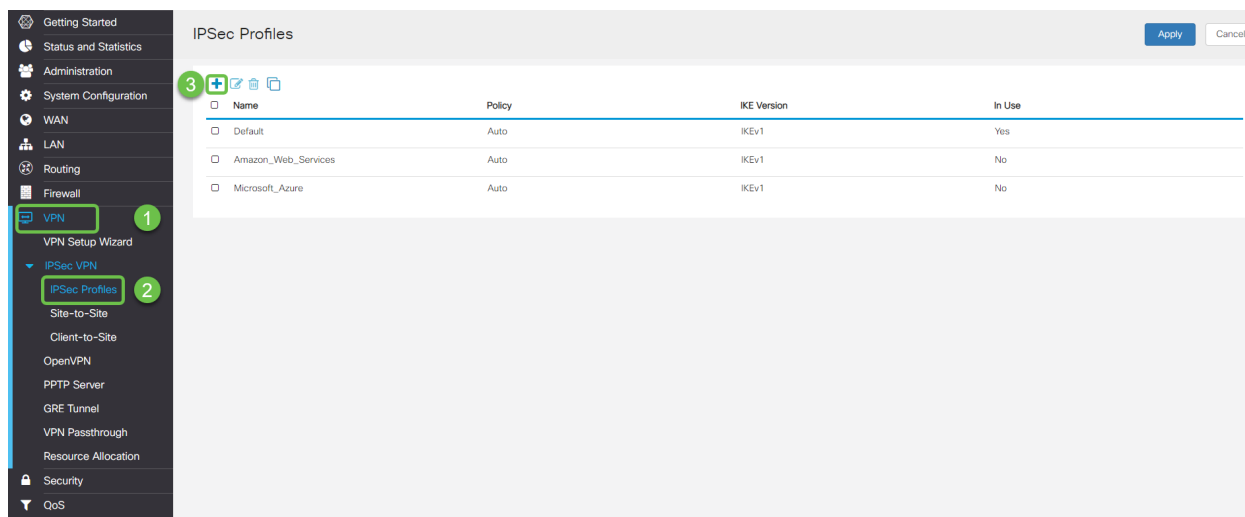 Getting Started
Status and Statistics
Administration
System Configuration
WAN
LAN
Routing
Firewall
VPN 1
VPN Setup Wizard
IPSec VPN
IPSec Profiles 2
Site-to-Site
Client-to-Site
OpenVPN
PPTP Server
GRE Tunnel
VPN Passthrough
Resource Allocation
Security
QoS
IPSec Profiles Apply Cancel
3
Name Policy IKE Version In Use
Default Auto IKEv1 Yes
Amazon_Web_Services Auto IKEv1 No
Microsoft_Azure Auto IKEv1 No